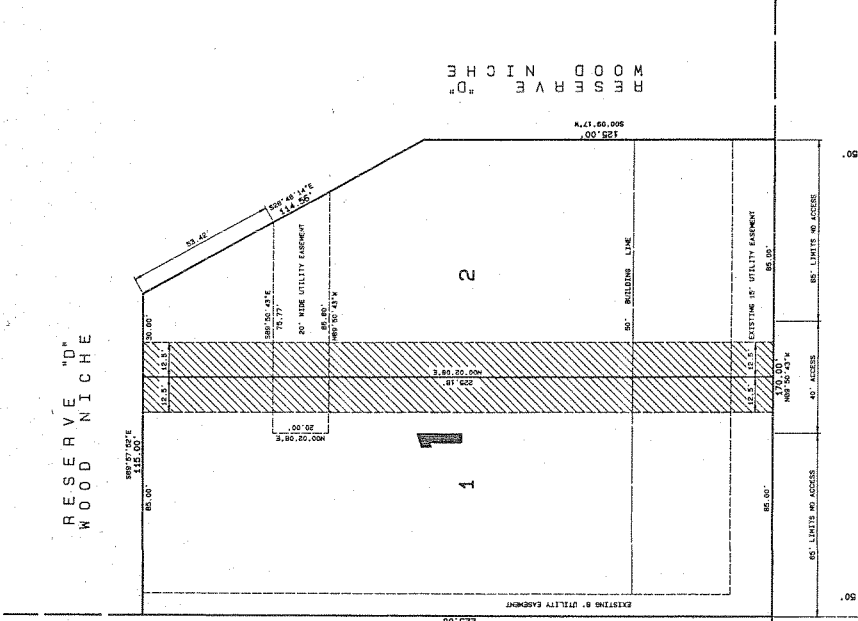 RESERVE "D"
WOOD NICHE
S00°09'17"W
125.00'
50'
S28°48'14"E
114.56'
53.42'
RESERVE "D"
WOOD NICHE
S89°57'52"E
115.00'
30.00'
85.00'
S89°50'43"E
75.77'
20' WIDE UTILITY EASEMENT
86.80'
N89°50'43"W
2
50' BUILDING LINE
EXISTING 15' UTILITY EASEMENT
85.00'
65' LIMITS NO ACCESS
12.5'
12.5'
N00°02'08"E
225.18'
12.5'
12.5'
170.00'
N89°50'43"W
40' ACCESS
20.00'
N00°02'08"E
1
85.00'
65' LIMITS NO ACCESS
EXISTING 8' UTILITY EASEMENT
50'